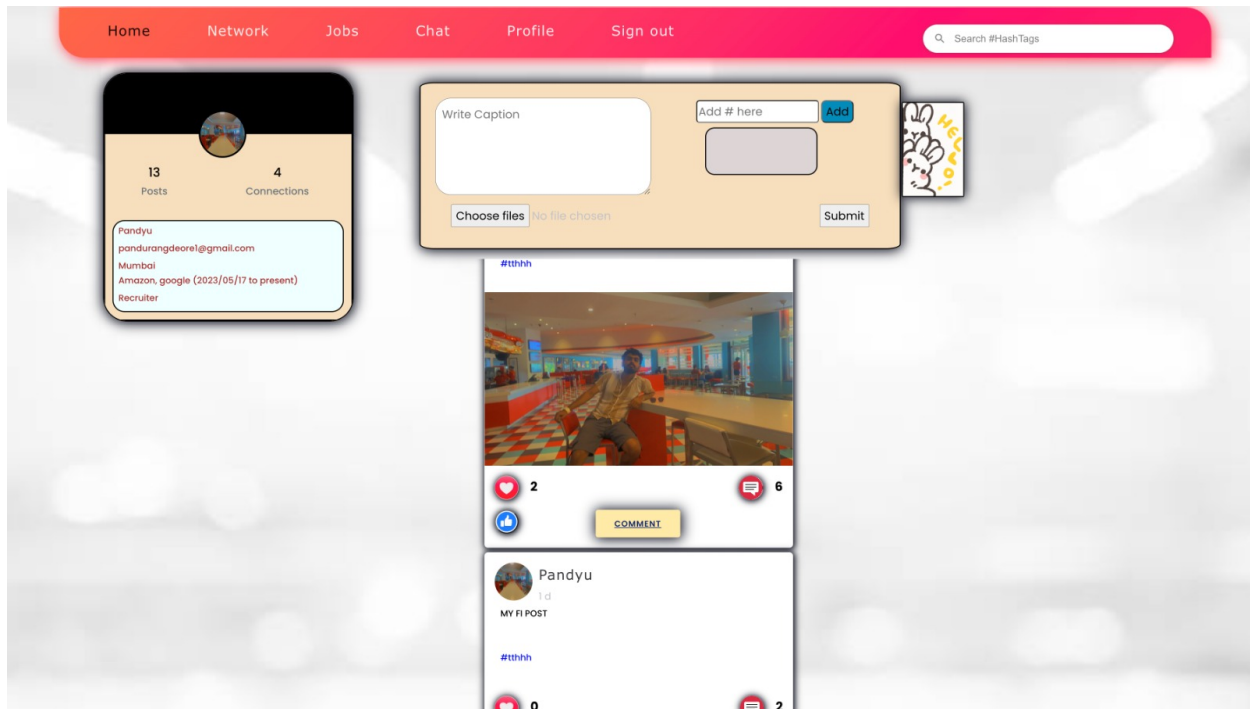 Home Network Jobs Chat Profile Sign out
Search #HashTags
13 4
Posts Connections
Pandyu
pandurangdeore1@gmail.com
Mumbai
Amazon, google (2023/05/17 to present)
Recruiter
Write Caption
Add # here Add
Choose files No file chosen Submit
HELLO!
#tthhh
2 6
COMMENT
Pandyu
1 d
MY FI POST
#tthhh
0 2